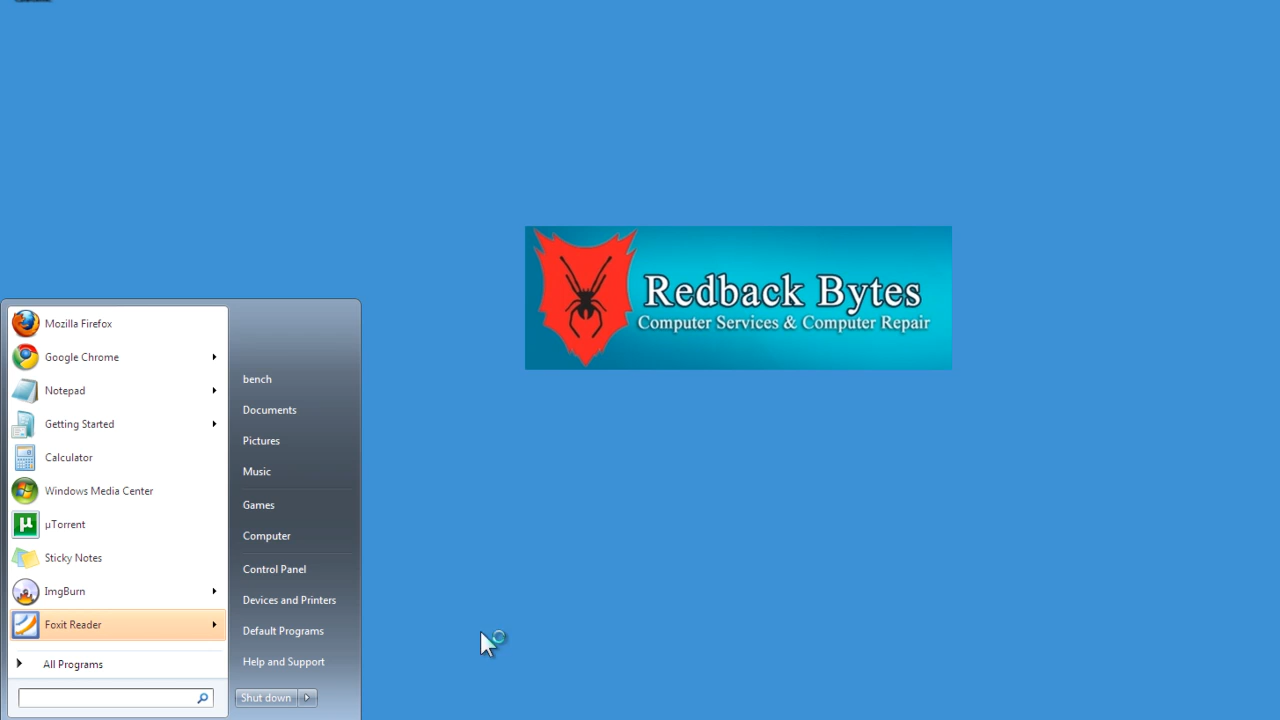 Redback Bytes
Computer Services & Computer Repair
Mozilla Firefox
Google Chrome
Notepad
Getting Started
Calculator
Windows Media Center
µTorrent
Sticky Notes
ImgBurn
Foxit Reader
All Programs
bench
Documents
Pictures
Music
Games
Computer
Control Panel
Devices and Printers
Default Programs
Help and Support
Shut down